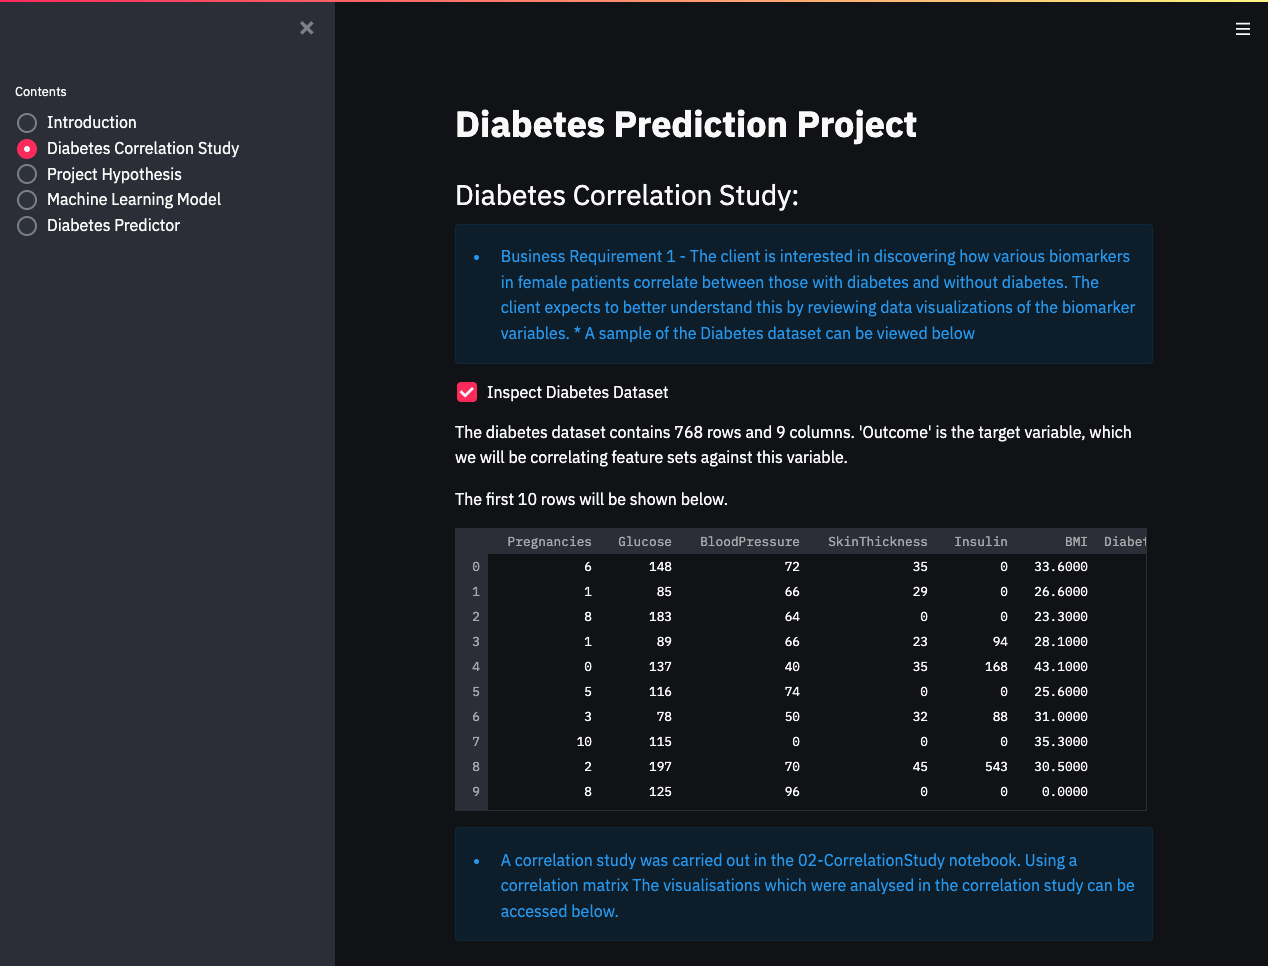 Contents
Introduction
Diabetes Correlation Study
Project Hypothesis
Machine Learning Model
Diabetes Predictor
Diabetes Prediction Project
Diabetes Correlation Study:
• Business Requirement 1 - The client is interested in discovering how various biomarkers
in female patients correlate between those with diabetes and without diabetes. The
client expects to better understand this by reviewing data visualizations of the biomarker
variables. * A sample of the Diabetes dataset can be viewed below
Inspect Diabetes Dataset
The diabetes dataset contains 768 rows and 9 columns. 'Outcome' is the target variable, which
we will be correlating feature sets against this variable.
The first 10 rows will be shown below.
Pregnancies Glucose BloodPressure SkinThickness Insulin BMI Diabet
0 6 148 72 35 0 33.6000
1 1 85 66 29 0 26.6000
2 8 183 64 0 0 23.3000
3 1 89 66 23 94 28.1000
4 0 137 40 35 168 43.1000
5 5 116 74 0 0 25.6000
6 3 78 50 32 88 31.0000
7 10 115 0 0 0 35.3000
8 2 197 70 45 543 30.5000
9 8 125 96 0 0 0.0000
• A correlation study was carried out in the 02-CorrelationStudy notebook. Using a
correlation matrix The visualisations which were analysed in the correlation study can be
accessed below.